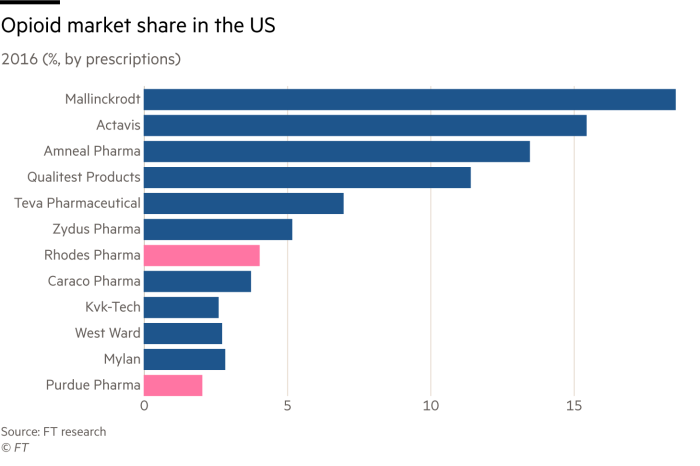 Opioid market share in the US
2016 (%, by prescriptions)
Mallinckrodt
Actavis
Amneal Pharma
Qualitest Products
Teva Pharmaceutical
Zydus Pharma
Rhodes Pharma
Caraco Pharma
Kvk-Tech
West Ward
Mylan
Purdue Pharma
0 5 10 15
Source: FT research
© FT